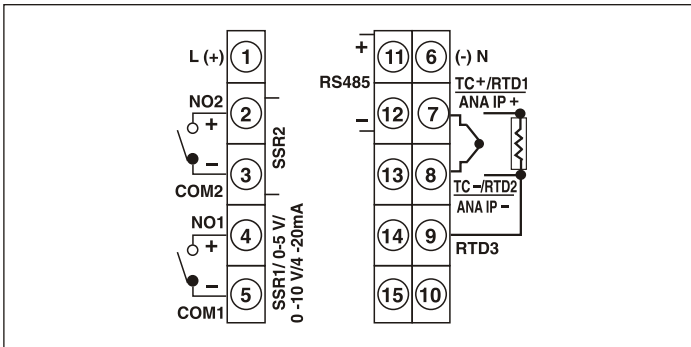 L (+) 1
NO2 2
+
SSR2
− 3
COM2
NO1 4
+
SSR1/ 0-5 V/
0 -10 V/4 -20mA
− 5
COM1
+ 11 6 (-) N
RS485
TC+/RTD1
ANA IP +
− 12 7
13 8
TC −/RTD2
ANA IP −
14 9
RTD3
15 10